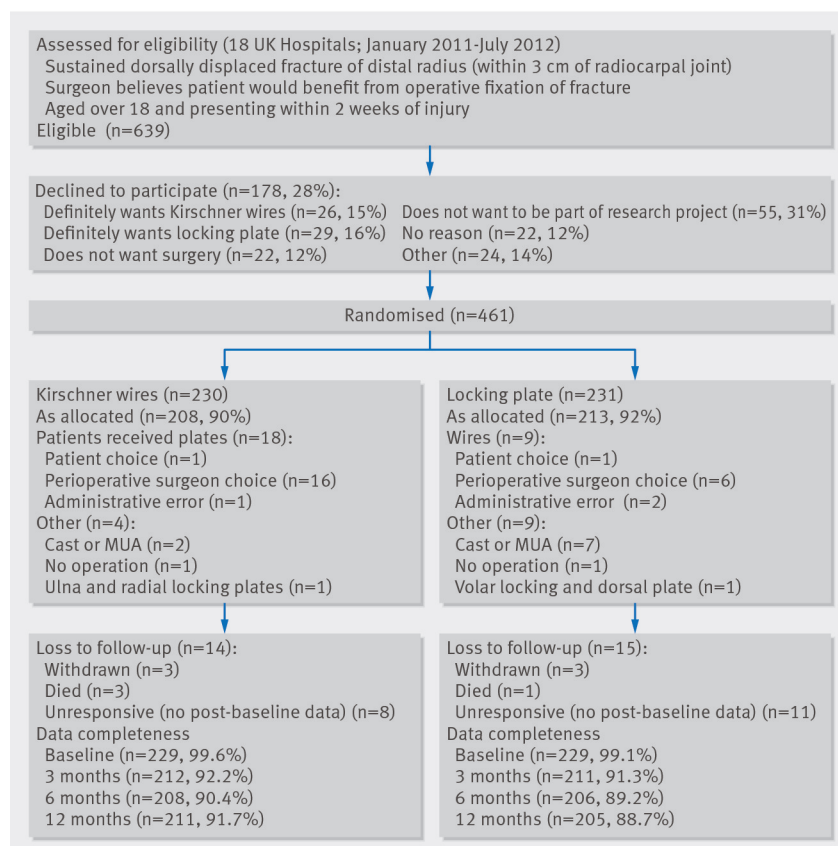 Assessed for eligibility (18 UK Hospitals; January 2011-July 2012)
Sustained dorsally displaced fracture of distal radius (within 3 cm of radiocarpal joint)
Surgeon believes patient would benefit from operative fixation of fracture
Aged over 18 and presenting within 2 weeks of injury
Eligible (n=639)
Declined to participate (n=178, 28%):
Definitely wants Kirschner wires (n=26, 15%)
Definitely wants locking plate (n=29, 16%)
Does not want surgery (n=22, 12%)
Does not want to be part of research project (n=55, 31%)
No reason (n=22, 12%)
Other (n=24, 14%)
Randomised (n=461)
Kirschner wires (n=230)
As allocated (n=208, 90%)
Patients received plates (n=18):
Patient choice (n=1)
Perioperative surgeon choice (n=16)
Administrative error (n=1)
Other (n=4):
Cast or MUA (n=2)
No operation (n=1)
Ulna and radial locking plates (n=1)
Loss to follow-up (n=14):
Withdrawn (n=3)
Died (n=3)
Unresponsive (no post-baseline data) (n=8)
Data completeness
Baseline (n=229, 99.6%)
3 months (n=212, 92.2%)
6 months (n=208, 90.4%)
12 months (n=211, 91.7%)
Locking plate (n=231)
As allocated (n=213, 92%)
Wires (n=9):
Patient choice (n=1)
Perioperative surgeon choice (n=6)
Administrative error (n=2)
Other (n=9):
Cast or MUA (n=7)
No operation (n=1)
Volar locking and dorsal plate (n=1)
Loss to follow-up (n=15):
Withdrawn (n=3)
Died (n=1)
Unresponsive (no post-baseline data) (n=11)
Data completeness
Baseline (n=229, 99.1%)
3 months (n=211, 91.3%)
6 months (n=206, 89.2%)
12 months (n=205, 88.7%)